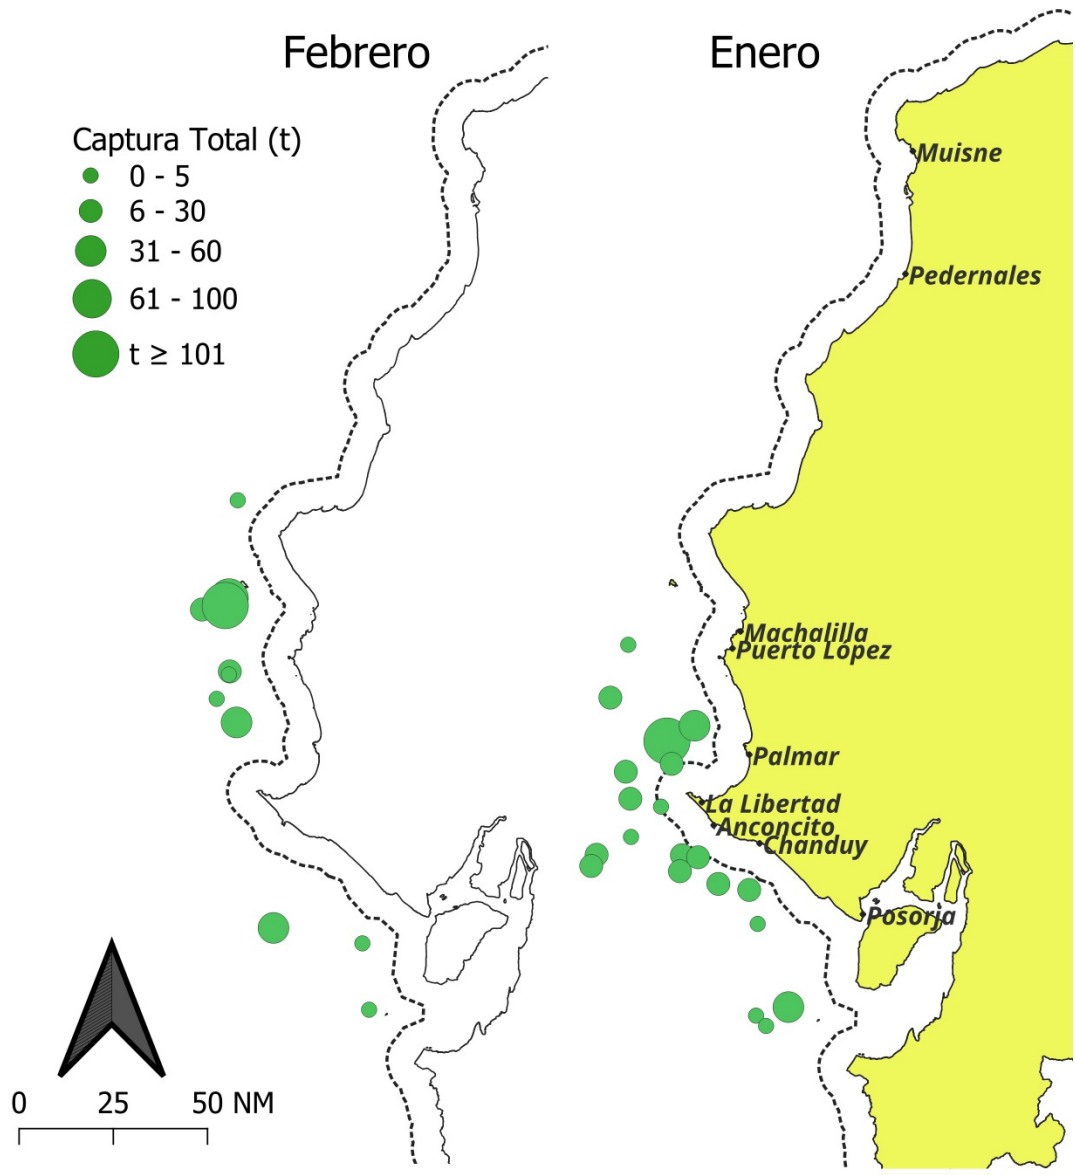 Febrero
Enero
Captura Total (t)
0 - 5
6 - 30
31 - 60
61 - 100
t ≥ 101
Muisne
Pedernales
Machalilla
Puerto López
Palmar
La Libertad
Anconcito
Chanduy
Posorja
0 25 50 NM